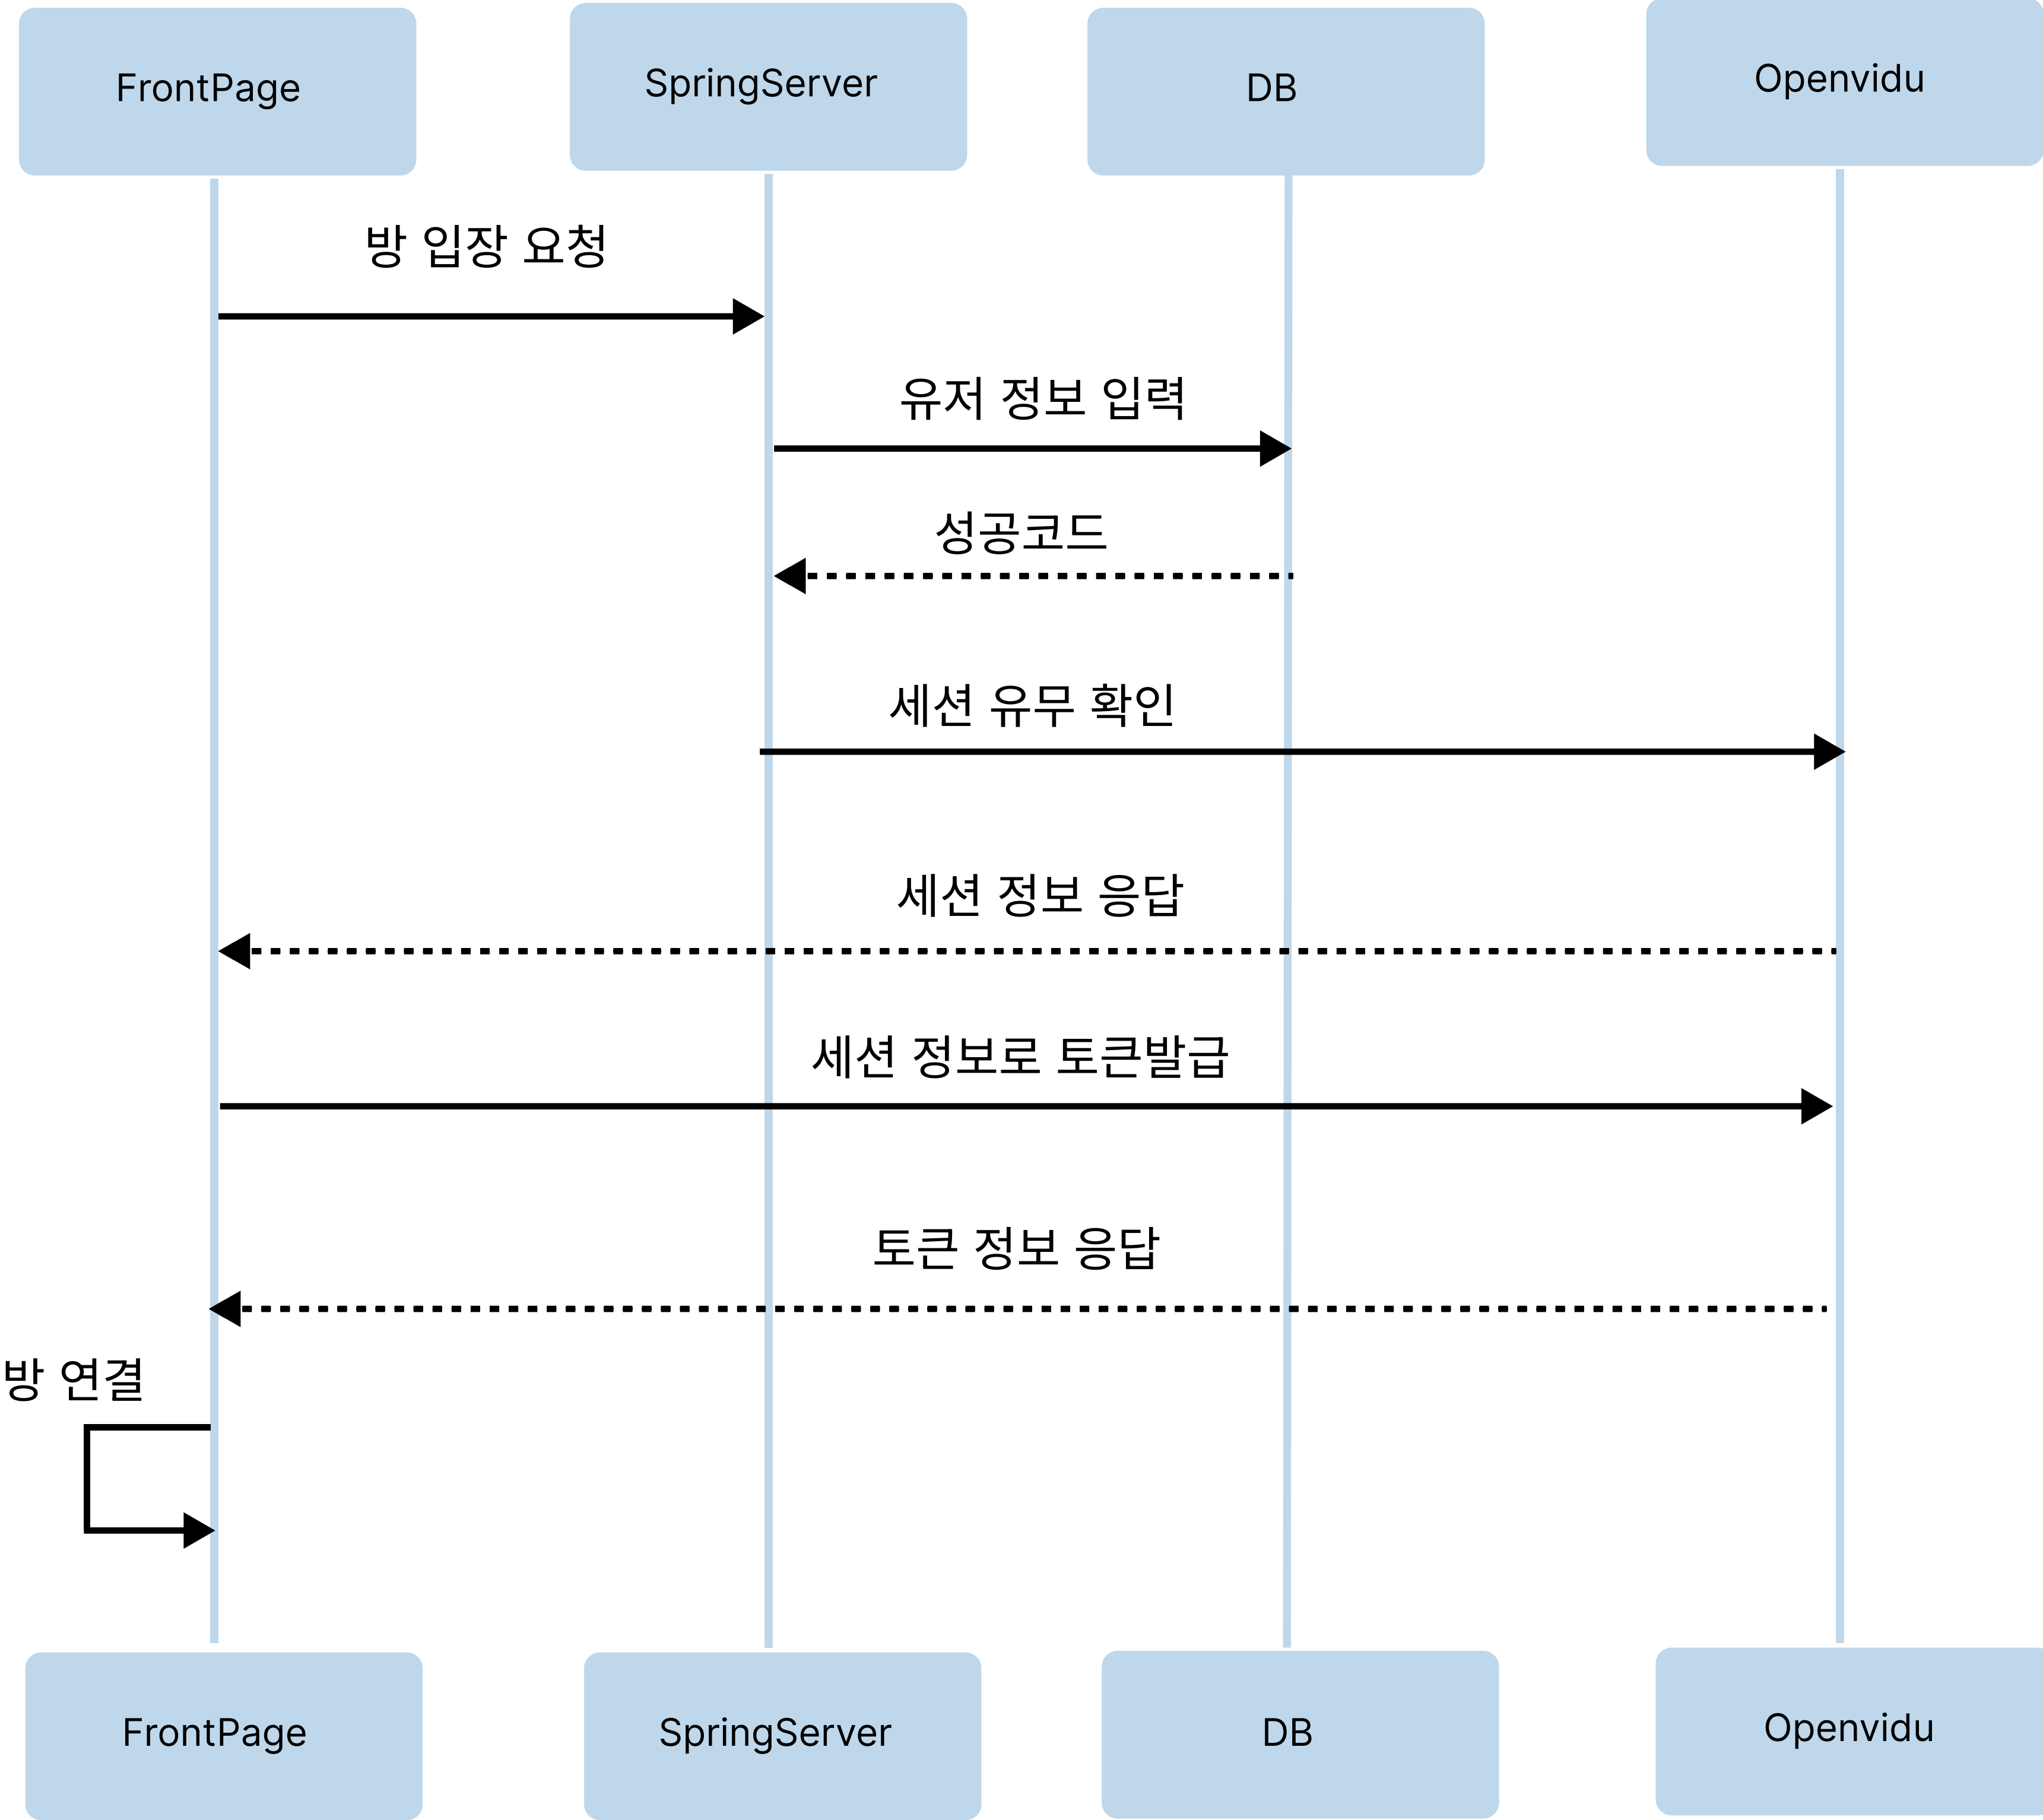 FrontPage
SpringServer
DB
Openvidu
방 입장 요청
유저 정보 입력
성공코드
세션 유무 확인
세션 정보 응답
세션 정보로 토큰발급
토큰 정보 응답
방 연결
FrontPage
SpringServer
DB
Openvidu